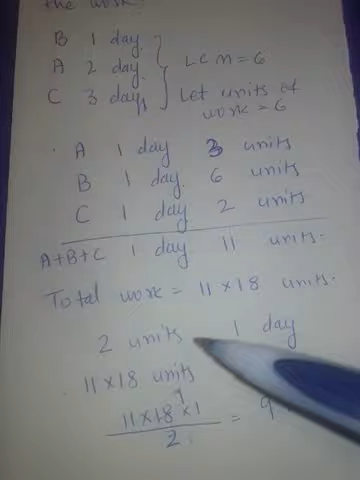 the work.
B 1 day
A 2 day
C 3 days
LCM = 6
Let units of
work = 6
A 1 day 3 units
B 1 day 6 units
C 1 day 2 units
A+B+C 1 day 11 units.
Total work = 11 × 18 units.
2 units 1 day
11 × 18 units
9
11 × 18 × 1
2
= 9